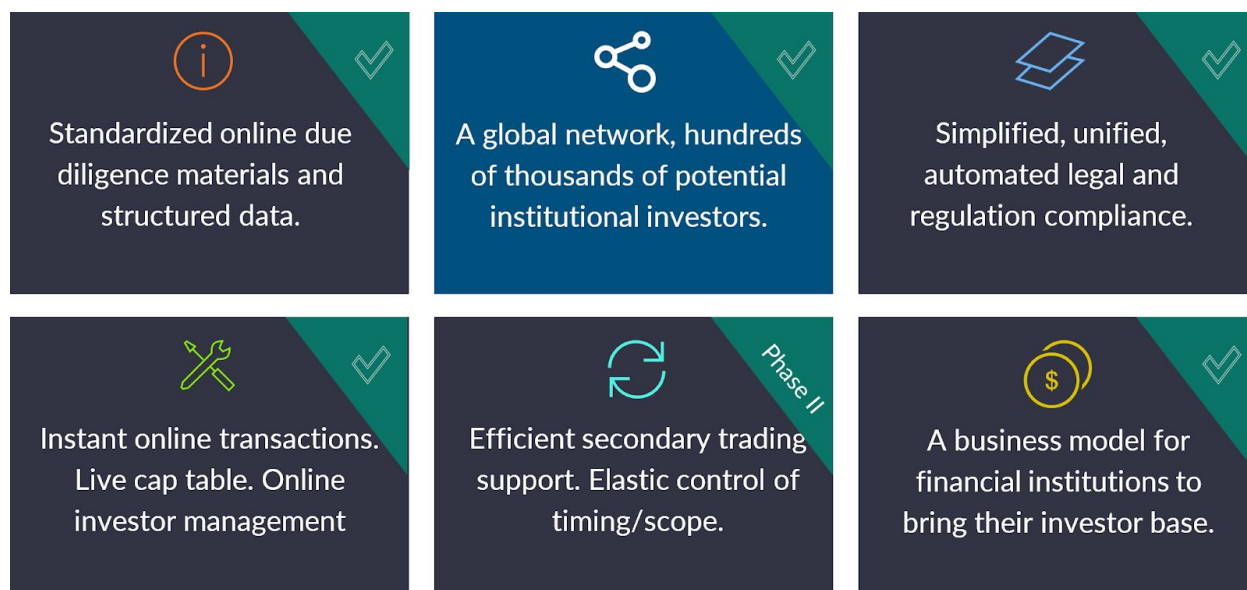 Standardized online due
diligence materials and
structured data.
A global network, hundreds
of thousands of potential
institutional investors.
Simplified, unified,
automated legal and
regulation compliance.
Instant online transactions.
Live cap table. Online
investor management
Phase II
Efficient secondary trading
support. Elastic control of
timing/scope.
$
A business model for
financial institutions to
bring their investor base.